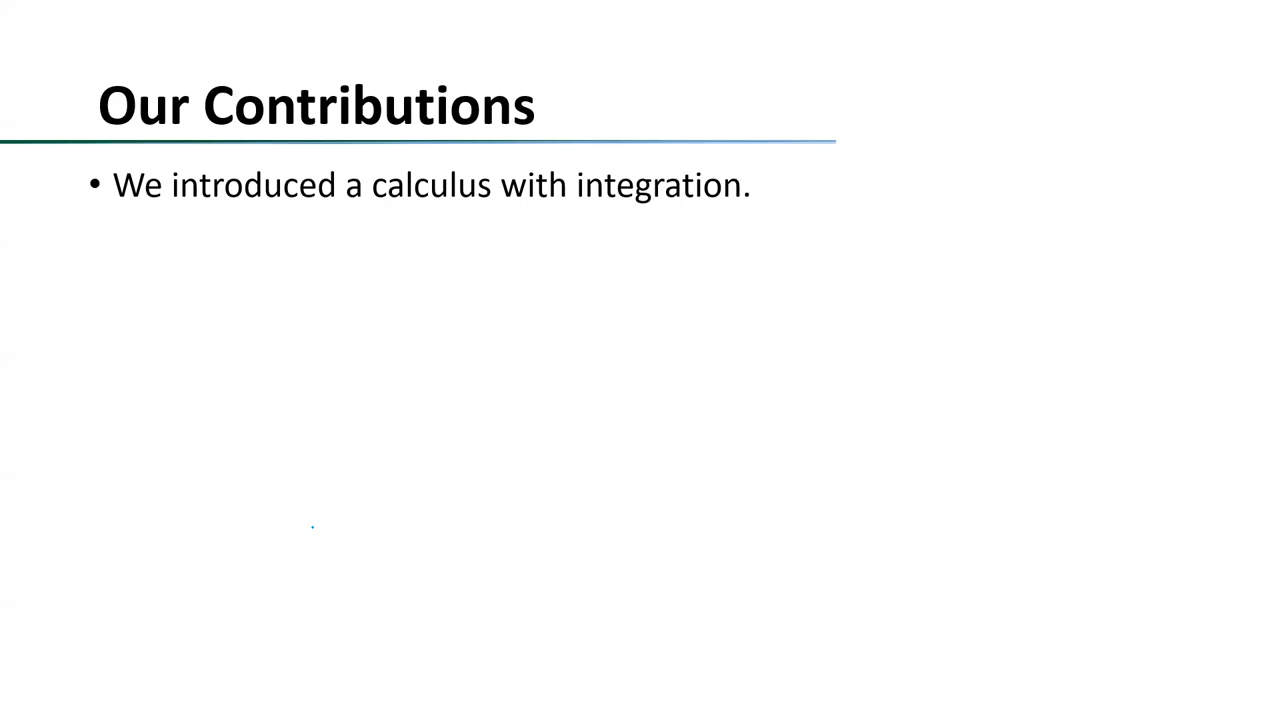 Our Contributions
• We introduced a calculus with integration.